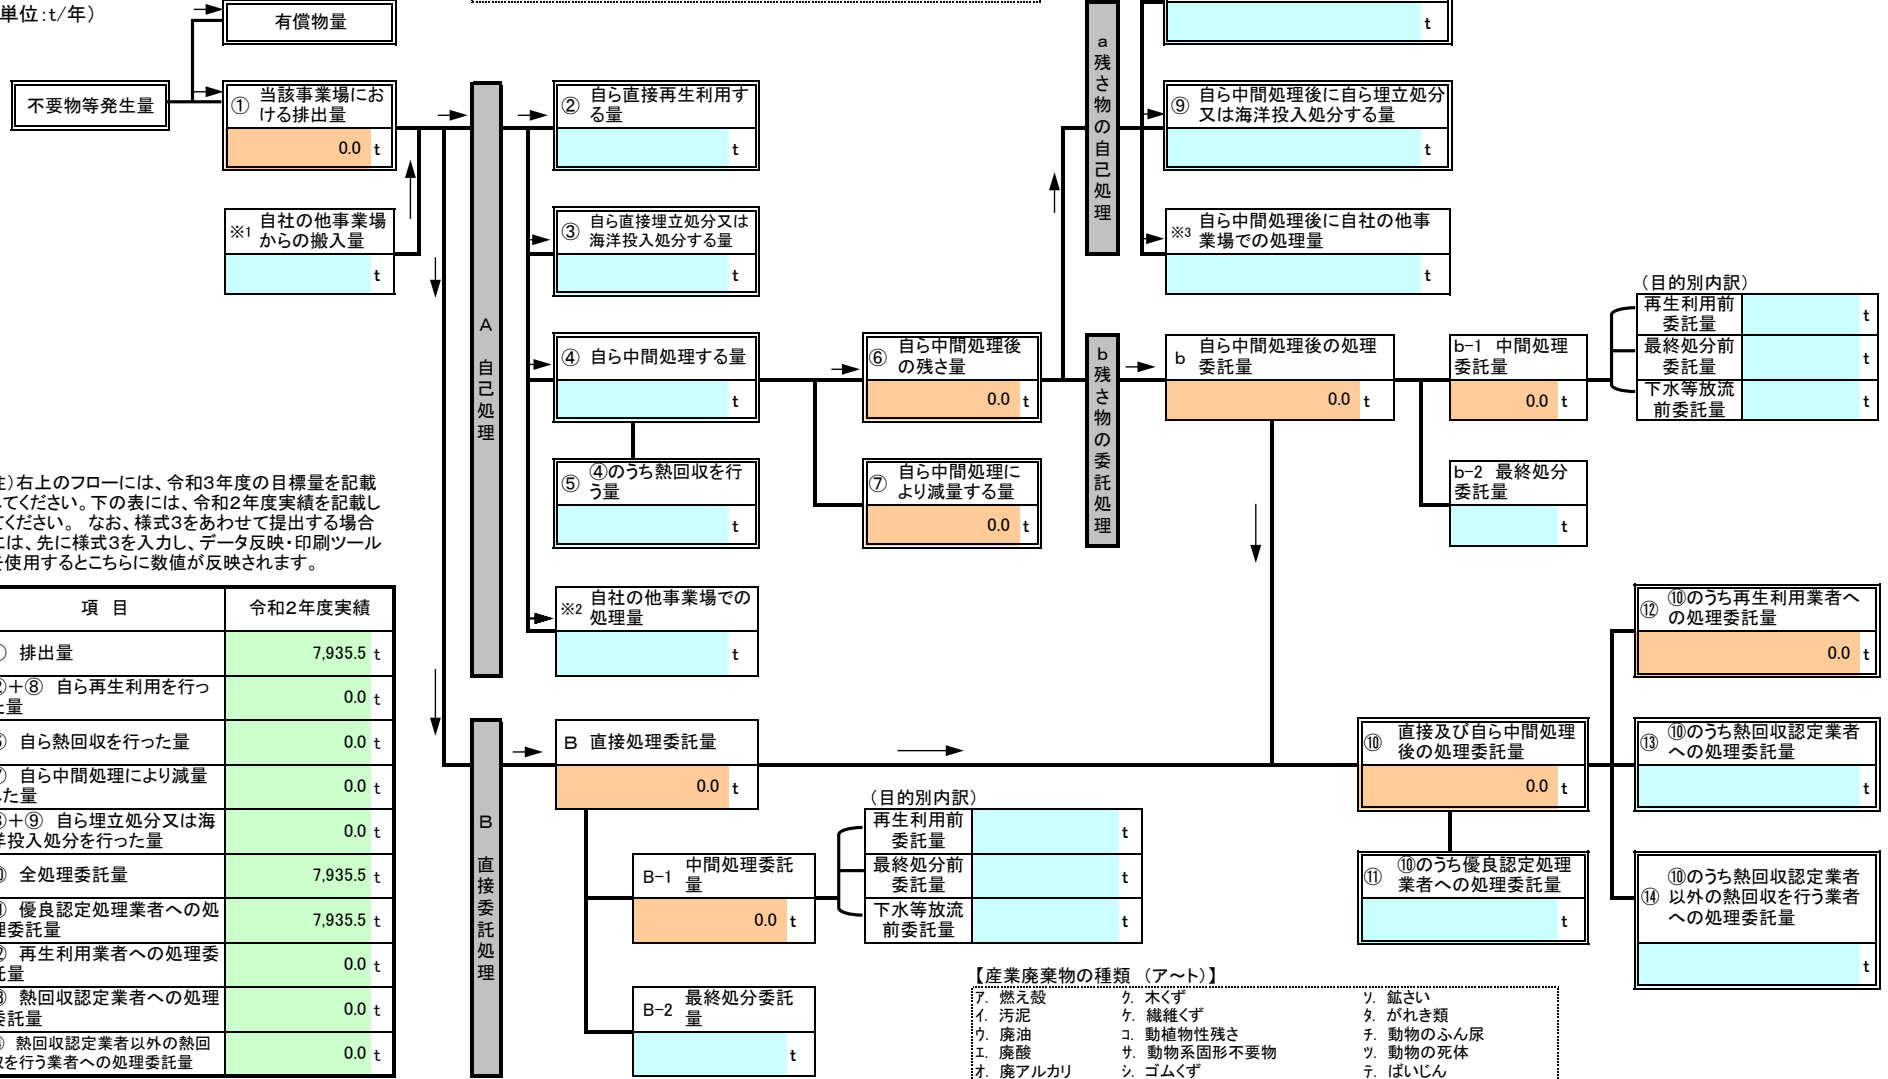 単位:t/年)
有償物量
不要物等発生量
① 当該事業場にお
ける排出量
0.0 t
※1 自社の他事業場
からの搬入量
t
A 自己処理
② 自ら直接再生利用す
る量
t
③ 自ら直接埋立処分又は
海洋投入処分する量
t
④ 自ら中間処理する量
t
⑤ ④のうち熱回収を行
う量
t
※2 自社の他事業場での
処理量
t
⑥ 自ら中間処理後
の残さ量
0.0 t
⑦ 自ら中間処理に
より減量する量
0.0 t
a 残さ物の自己処理
t
⑨ 自ら中間処理後に自ら埋立処分
又は海洋投入処分する量
t
※3 自ら中間処理後に自社の他事
業場での処理量
t
b 残さ物の委託処理
b 自ら中間処理後の処理
委託量
0.0 t
b-1 中間処理
委託量
0.0 t
b-2 最終処分
委託量
t
(目的別内訳)
再生利用前
委託量
t
最終処分前
委託量
t
下水等放流
前委託量
t
)右上のフローには、令和3年度の目標量を記載
てください。下の表には、令和2年度実績を記載し
ください。 なお、様式3をあわせて提出する場合
は、先に様式3を入力し、データ反映・印刷ツール
使用するとこちらに数値が反映されます。
項 目 令和2年度実績
排出量 7,935.5 t
+⑧ 自ら再生利用を行っ
量 0.0 t
自ら熱回収を行った量 0.0 t
自ら中間処理により減量
た量 0.0 t
+⑨ 自ら埋立処分又は海
洋投入処分を行った量 0.0 t
全処理委託量 7,935.5 t
優良認定処理業者への処
理委託量 7,935.5 t
再生利用業者への処理委
託量 0.0 t
熱回収認定業者への処理
委託量 0.0 t
熱回収認定業者以外の熱回
収を行う業者への処理委託量 0.0 t
B 直接委託処理
B 直接処理委託量
0.0 t
B-1 中間処理委託
量
0.0 t
B-2 最終処分委託
量
t
(目的別内訳)
再生利用前
委託量
t
最終処分前
委託量
t
下水等放流
前委託量
t
⑩ 直接及び自ら中間処理
後の処理委託量
0.0 t
⑪ ⑩のうち優良認定処理
業者への処理委託量
t
⑫ ⑩のうち再生利用業者へ
の処理委託量
0.0 t
⑬ ⑩のうち熱回収認定業者
への処理委託量
t
⑭ ⑩のうち熱回収認定業者
以外の熱回収を行う業者
への処理委託量
t
【産業廃棄物の種類 (ア~ト)】
ア. 燃え殻 ク. 木くず ソ. 鉱さい
イ. 汚泥 ケ. 繊維くず タ. がれき類
ウ. 廃油 コ. 動植物性残さ チ. 動物のふん尿
エ. 廃酸 サ. 動物系固形不要物 ツ. 動物の死体
オ. 廃アルカリ シ. ゴムくず テ. ばいじん